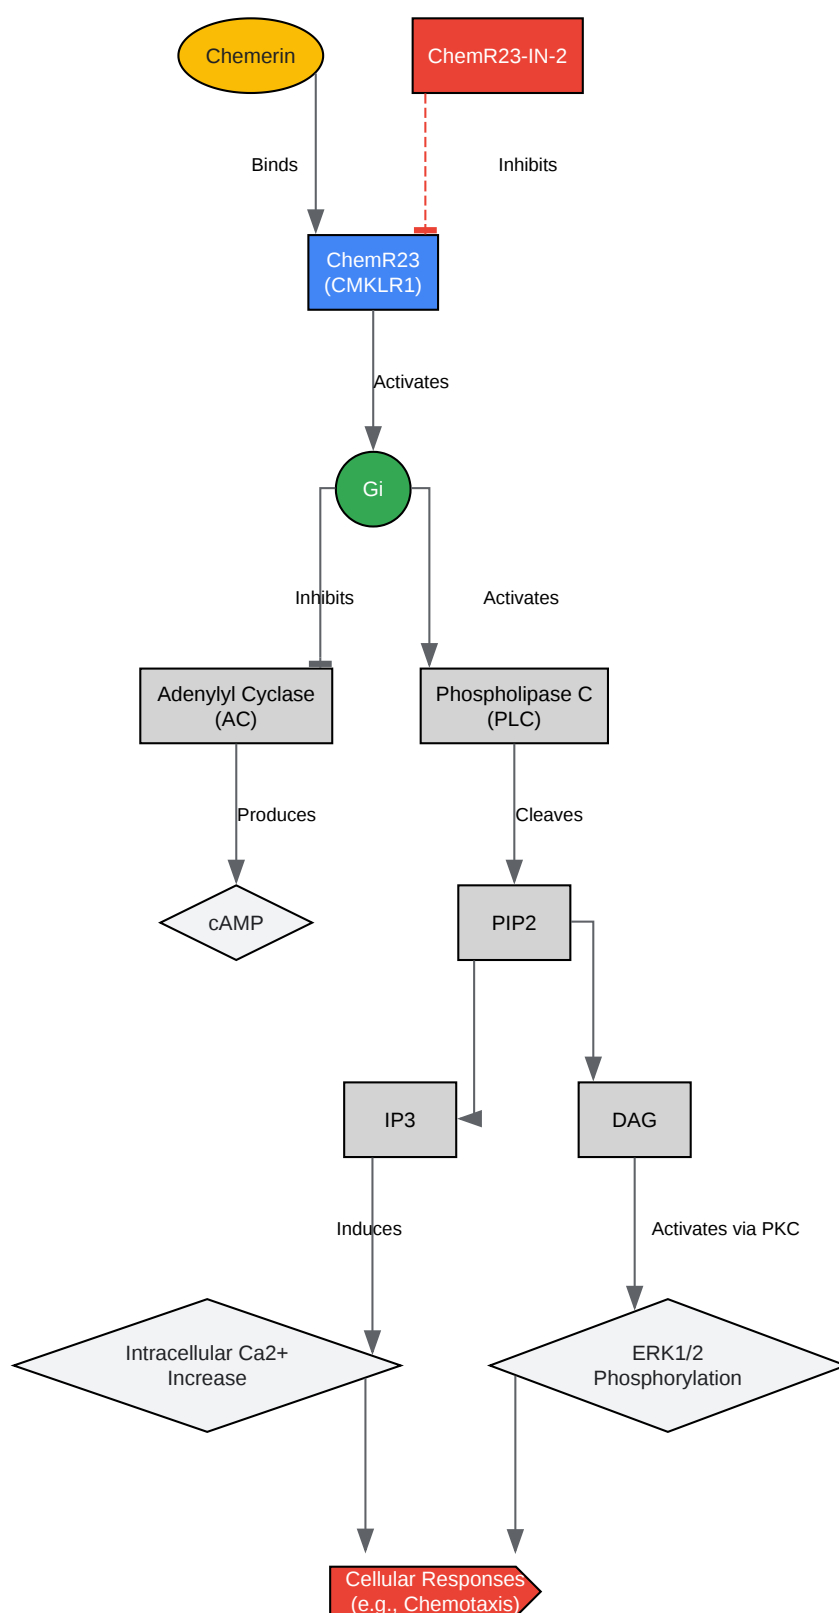 Chemerin
ChemR23-IN-2
Binds
Inhibits
ChemR23
(CMKLR1)
Activates
Gi
Inhibits
Activates
Adenylyl Cyclase
(AC)
Phospholipase C
(PLC)
Produces
Cleaves
cAMP
PIP2
IP3
DAG
Induces
Activates via PKC
Intracellular Ca2+
Increase
ERK1/2
Phosphorylation
Cellular Responses
(e.g., Chemotaxis)